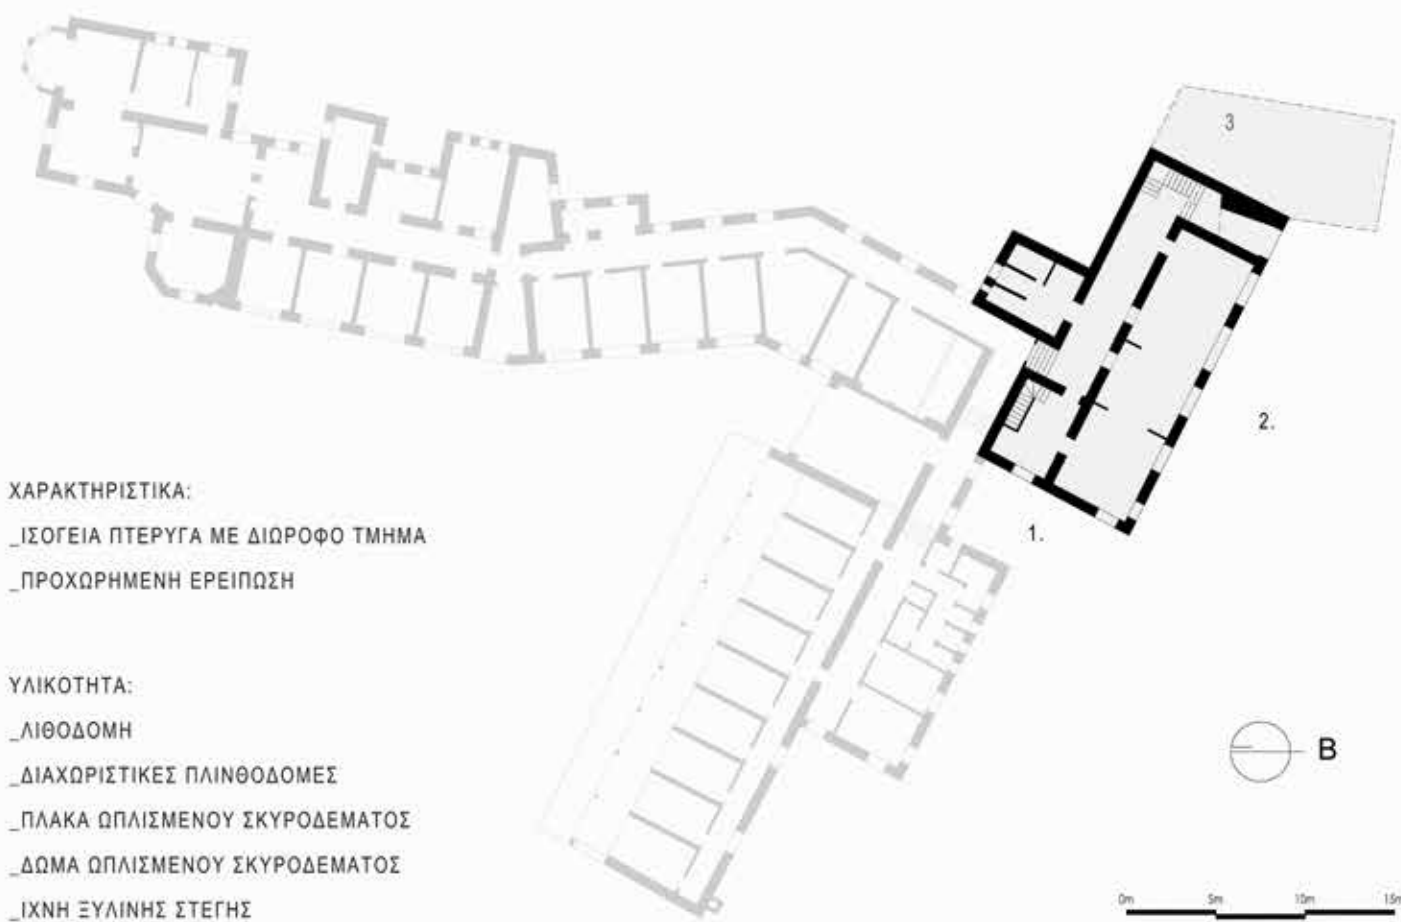 3
2.
1.
ΧΑΡΑΚΤΗΡΙΣΤΙΚΑ:
_ΙΣΟΓΕΙΑ ΠΤΕΡΥΓΑ ΜΕ ΔΙΩΡΟΦΟ ΤΜΗΜΑ
_ΠΡΟΧΩΡΗΜΕΝΗ ΕΡΕΙΠΩΣΗ
ΥΛΙΚΟΤΗΤΑ:
_ΛΙΘΟΔΟΜΗ
_ΔΙΑΧΩΡΙΣΤΙΚΕΣ ΠΛΙΝΘΟΔΟΜΕΣ
_ΠΛΑΚΑ ΩΠΛΙΣΜΕΝΟΥ ΣΚΥΡΟΔΕΜΑΤΟΣ
_ΔΩΜΑ ΩΠΛΙΣΜΕΝΟΥ ΣΚΥΡΟΔΕΜΑΤΟΣ
_ΙΧΝΗ ΞΥΛΙΝΗΣ ΣΤΕΓΗΣ
Β
0m 5m 10m 15m